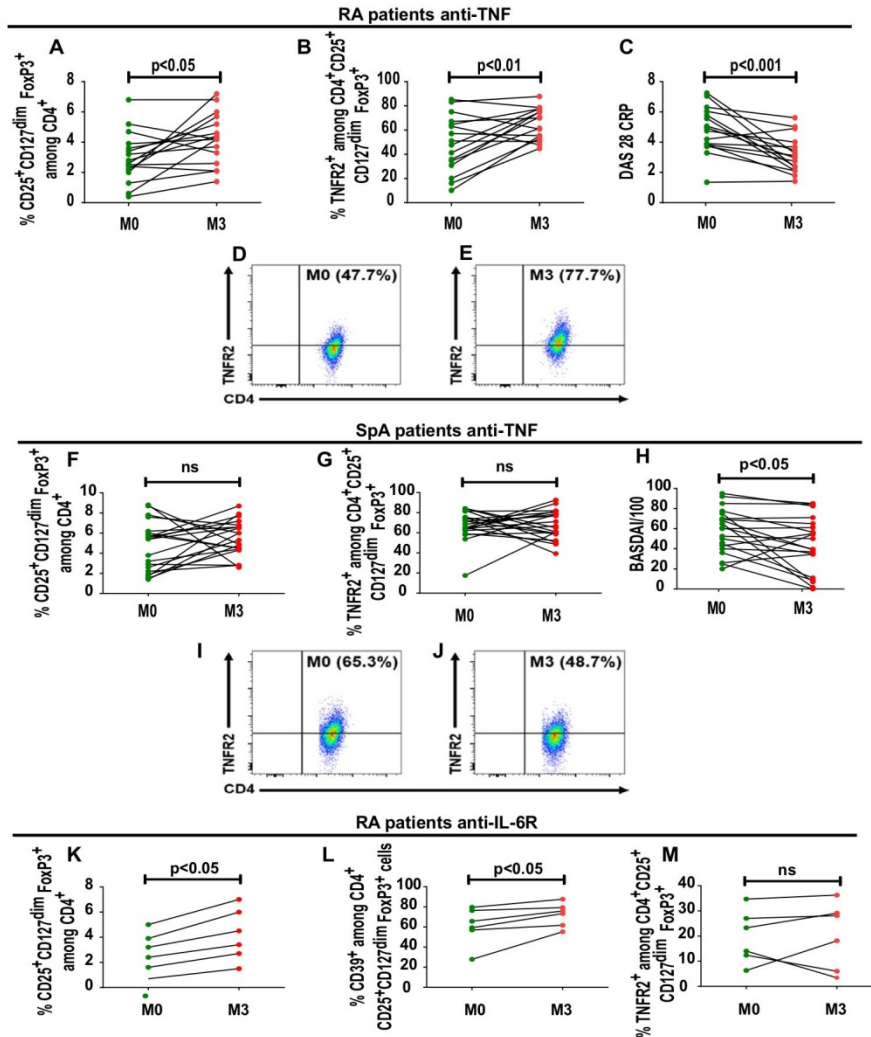 RA patients anti-TNF
A
% CD25+CD127dim FoxP3+
among CD4+
p<0.05
8
6
4
2
0
M0 M3
B
% TNFR2+ among CD4+CD25+
CD127dim FoxP3+
p<0.01
100
80
60
40
20
0
M0 M3
C
DAS 28 CRP
p<0.001
8
6
4
2
0
M0 M3
D
TNFR2
M0 (47.7%)
E
TNFR2
M3 (77.7%)
CD4
SpA patients anti-TNF
F
% CD25+CD127dim FoxP3+
among CD4+
ns
10
8
6
4
2
0
M0 M3
G
% TNFR2+ among CD4+CD25+
CD127dim FoxP3+
ns
100
80
60
40
20
0
M0 M3
H
BASDAI/100
p<0.05
100
80
60
40
20
0
M0 M3
I
TNFR2
M0 (65.3%)
J
TNFR2
M3 (48.7%)
CD4
RA patients anti-IL-6R
K
% CD25+CD127dim FoxP3+
among CD4+
p<0.05
8
6
4
2
0
M0 M3
L
% CD39+ among CD4+
CD25+CD127dim FoxP3+ cells
p<0.05
100
80
60
40
20
0
M0 M3
M
% TNFR2+ among CD4+CD25+
CD127dim FoxP3+
ns
40
30
20
10
0
M0 M3